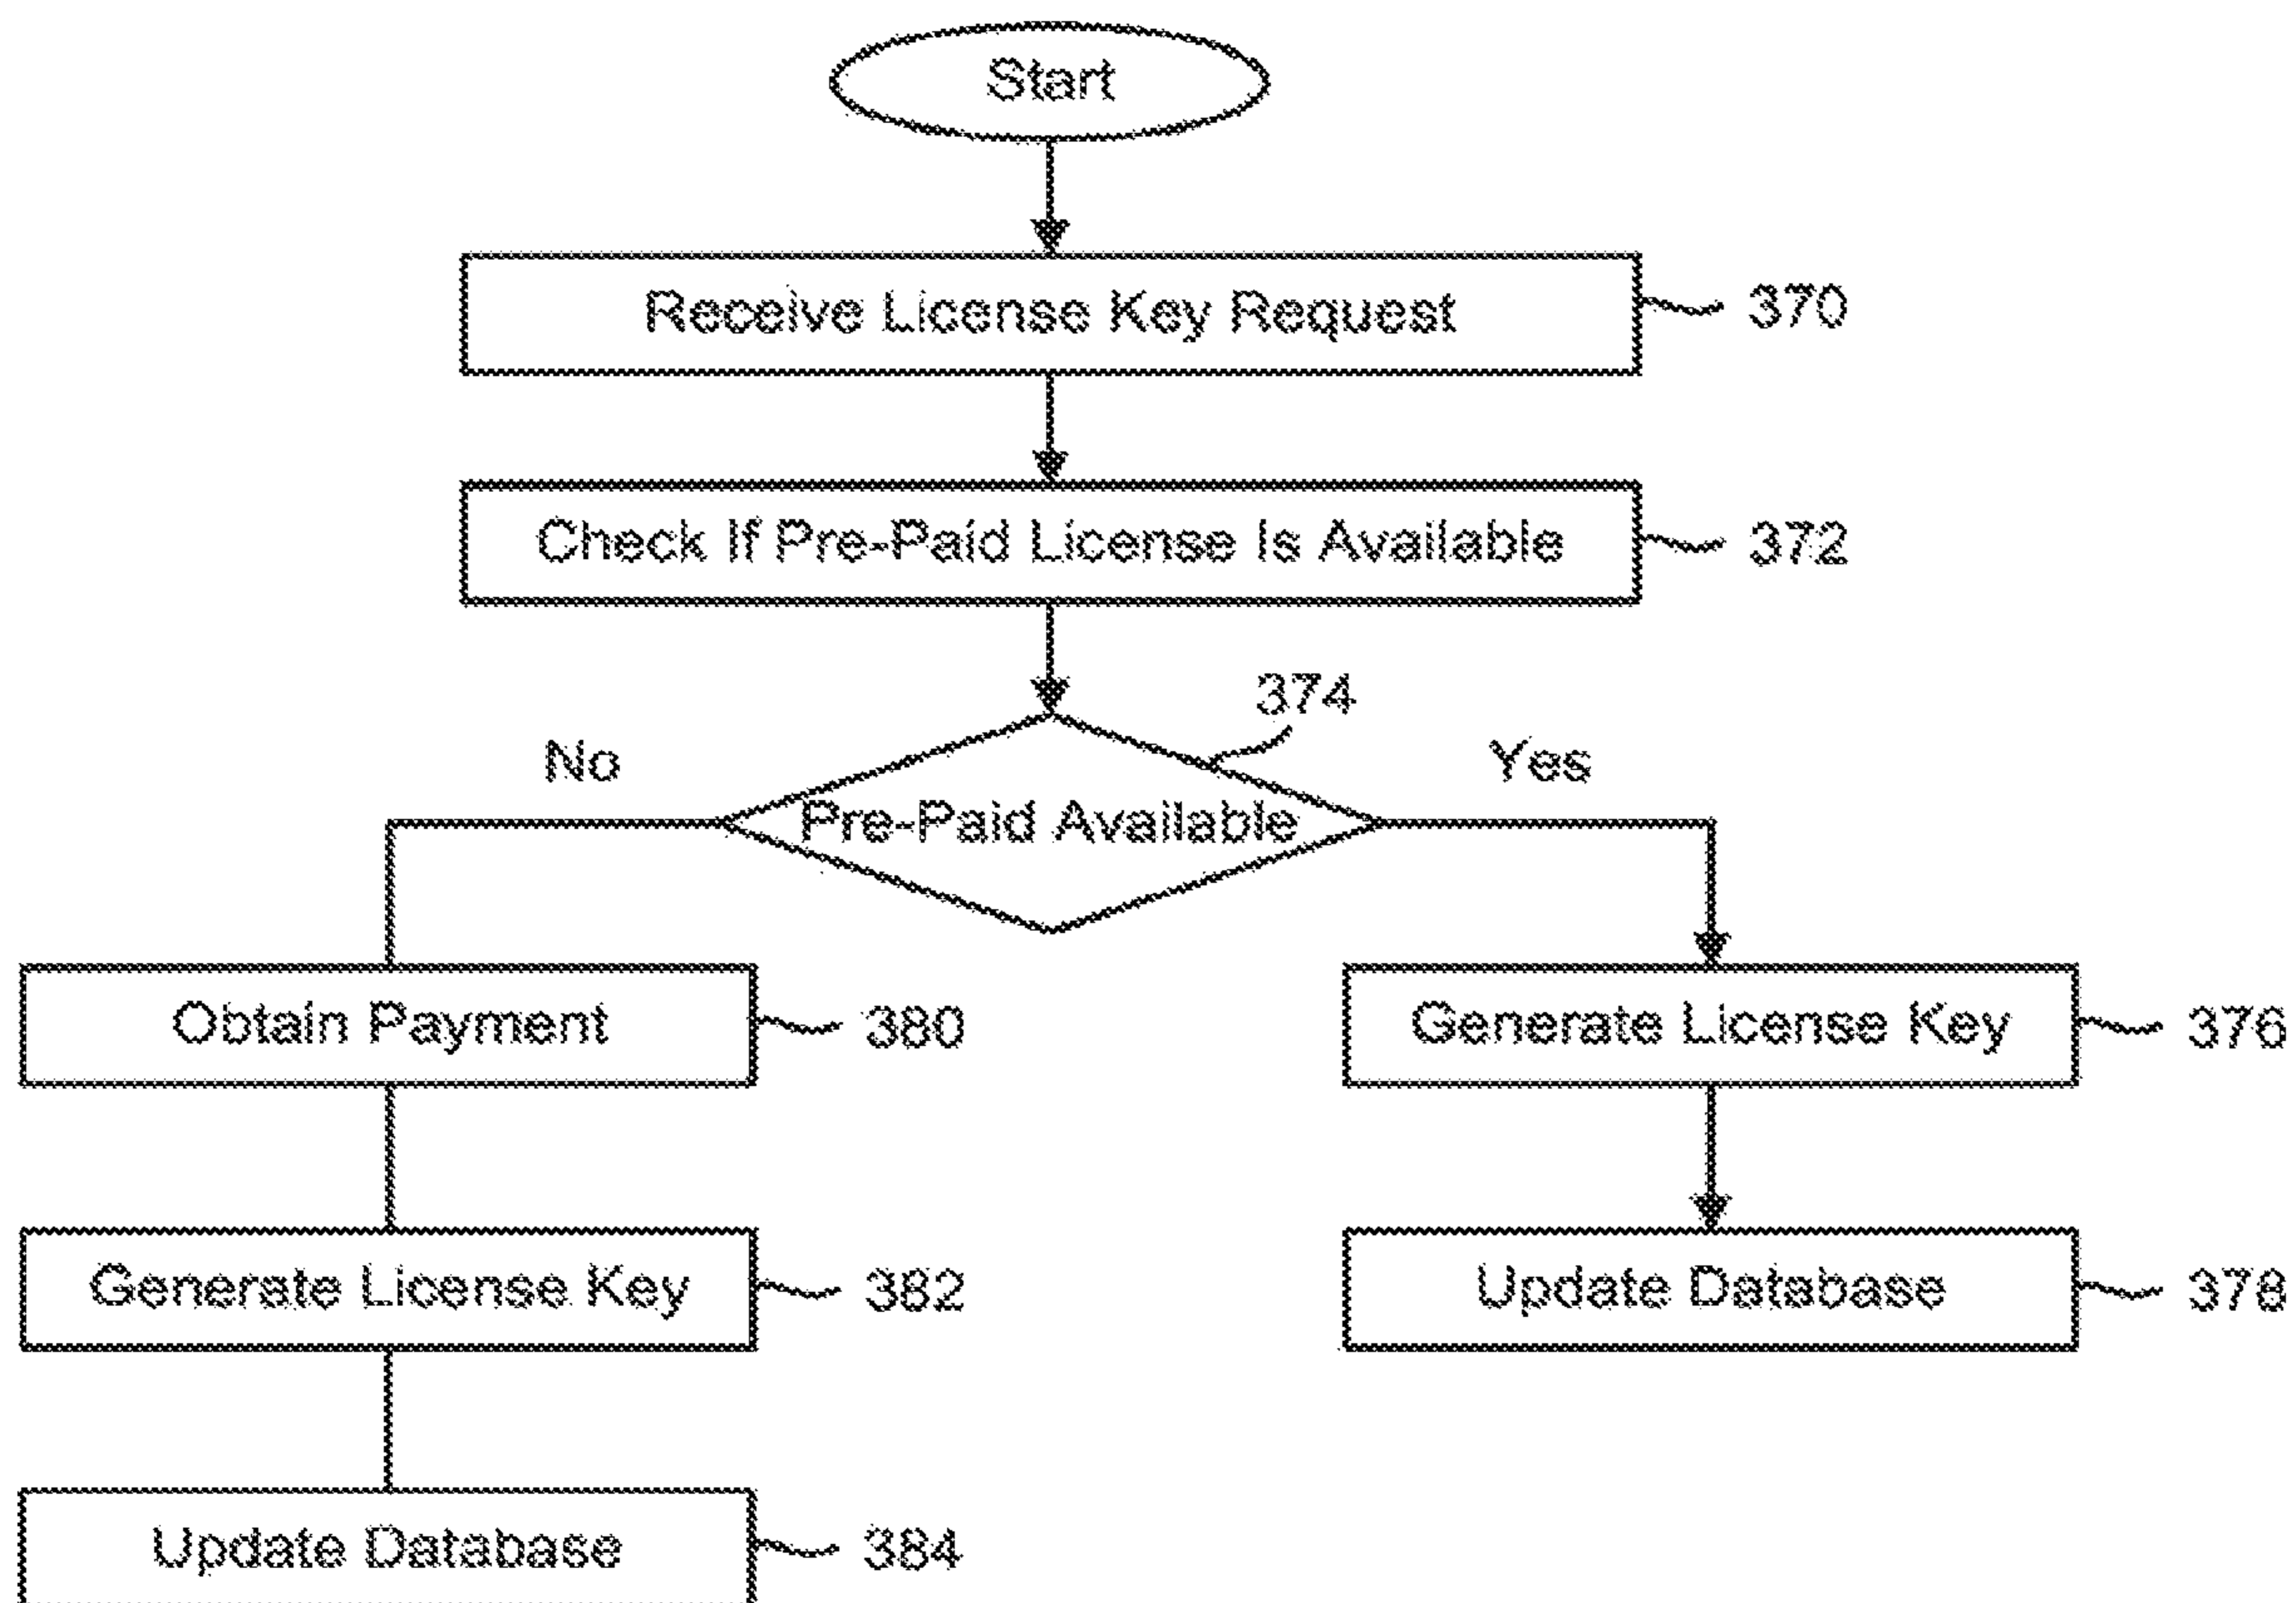 Start
Receive License Key Request
370
Check If Pre-Paid License Is Available
372
374
No
Yes
Pre-Paid Available
Obtain Payment
380
Generate License Key
376
Generate License Key
382
Update Database
378
Update Database
384